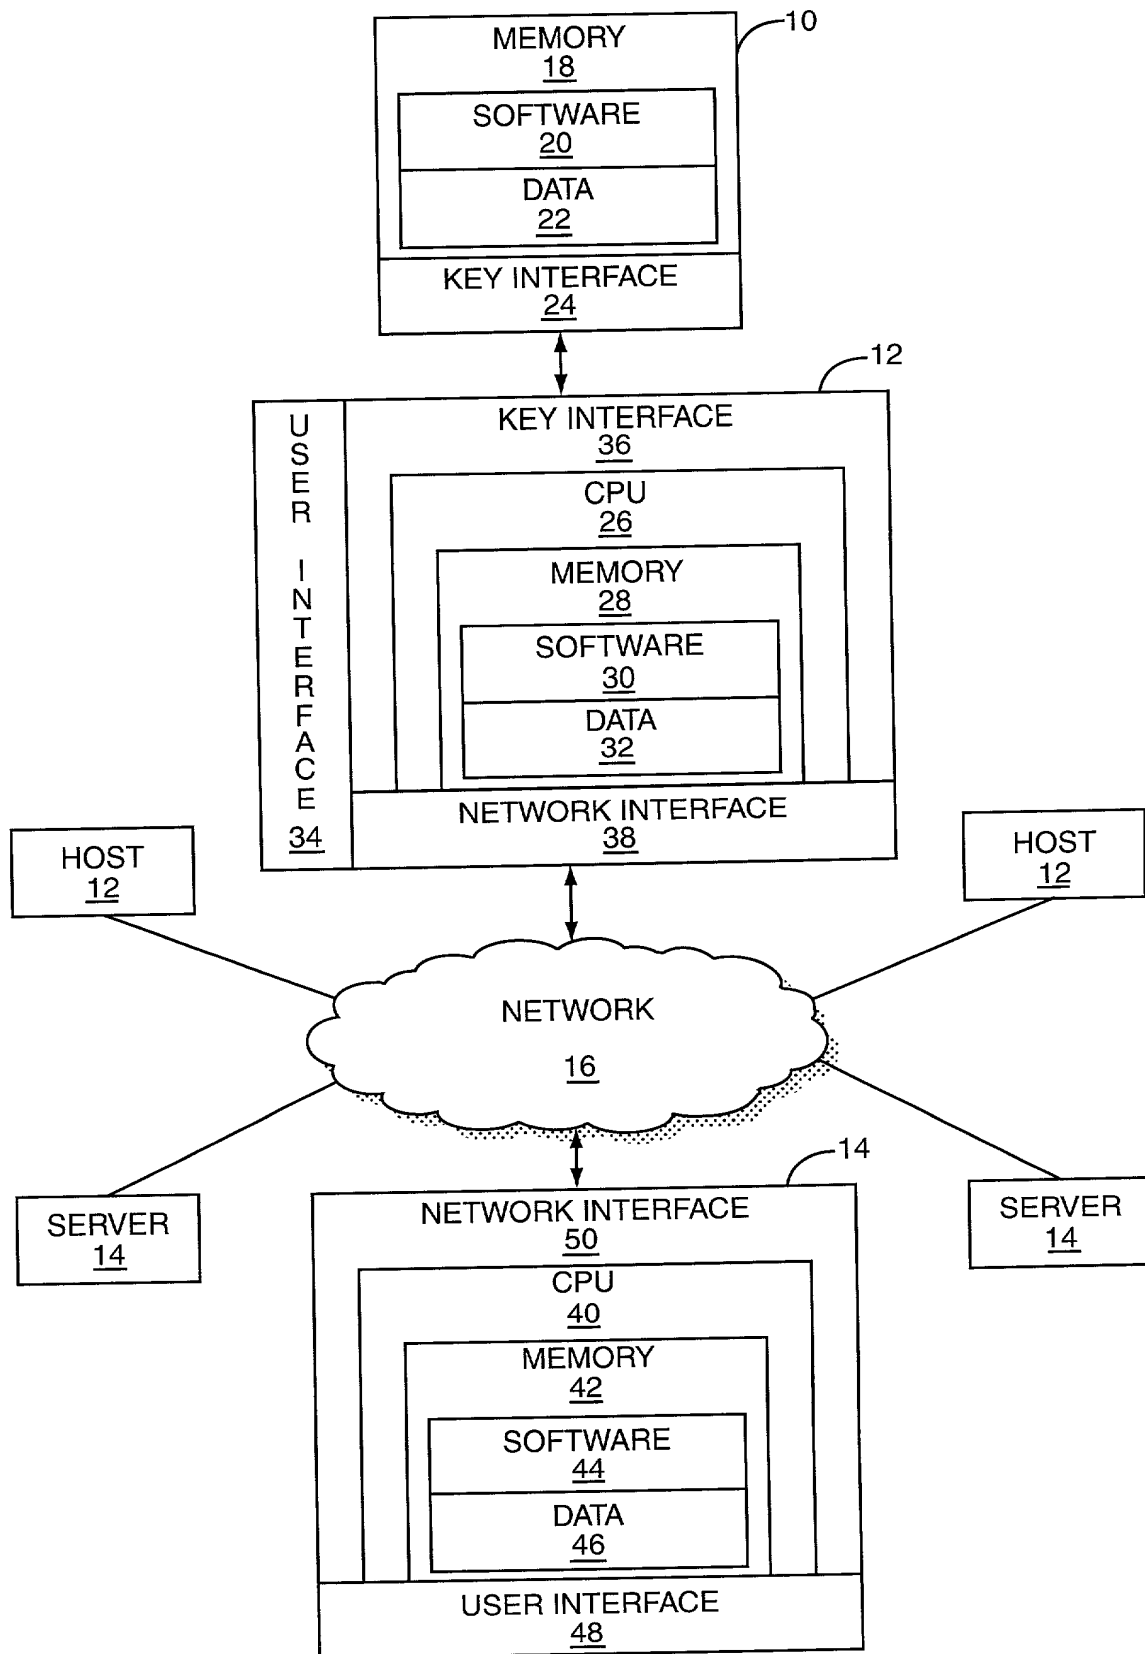 10
MEMORY
18
SOFTWARE
20
DATA
22
KEY INTERFACE
24
12
USER INTERFACE
34
KEY INTERFACE
36
CPU
26
MEMORY
28
SOFTWARE
30
DATA
32
NETWORK INTERFACE
38
HOST
12
HOST
12
NETWORK
16
SERVER
14
SERVER
14
14
NETWORK INTERFACE
50
CPU
40
MEMORY
42
SOFTWARE
44
DATA
46
USER INTERFACE
48